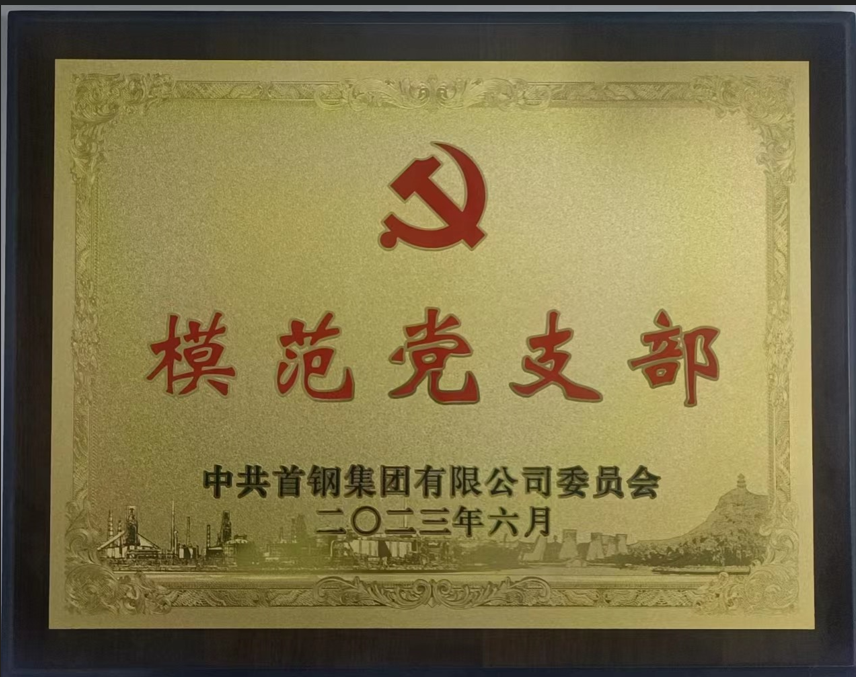 模范党支部
中共首钢集团有限公司委员会
二〇二三年六月